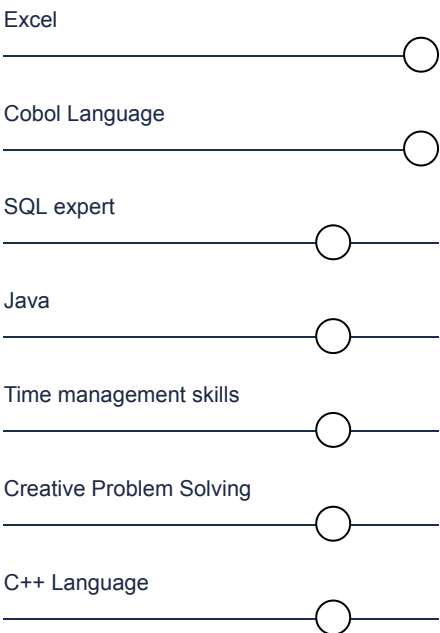 Excel
Cobol Language
SQL expert
Java
Time management skills
Creative Problem Solving
C++ Language